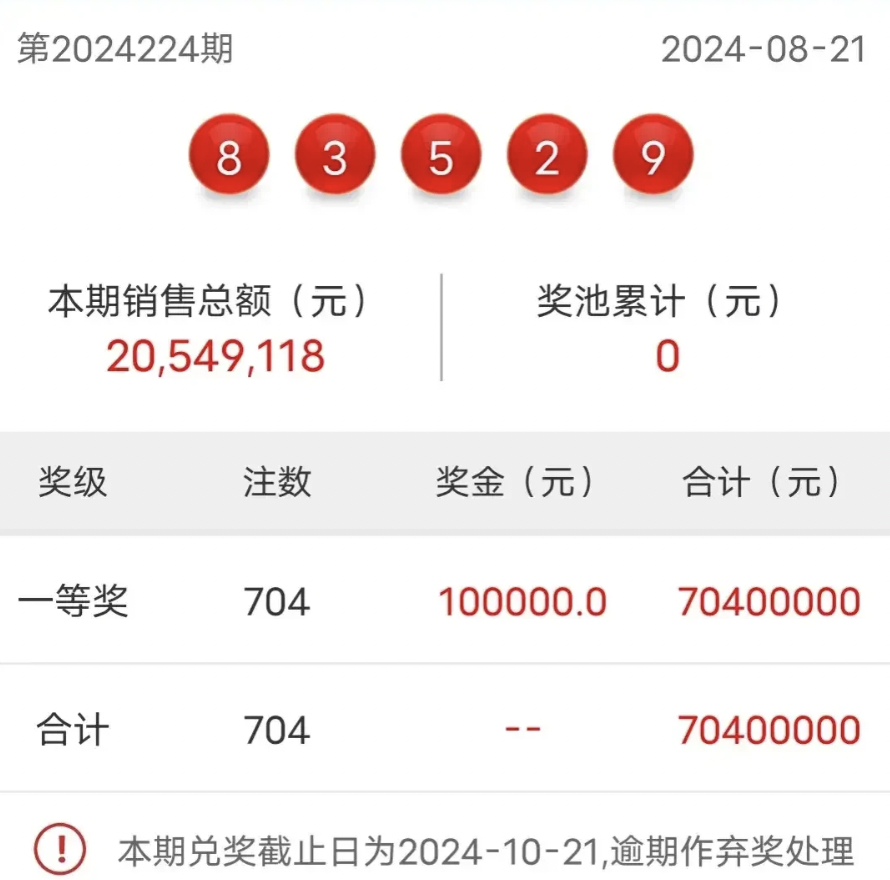 第2024224期 2024-08-21
8 3 5 2 9
本期销售总额（元） 奖池累计（元）
20,549,118 0
奖级 注数 奖金（元） 合计（元）
一等奖 704 100000.0 70400000
合计 704 -- 70400000
! 本期兑奖截止日为2024-10-21,逾期作弃奖处理